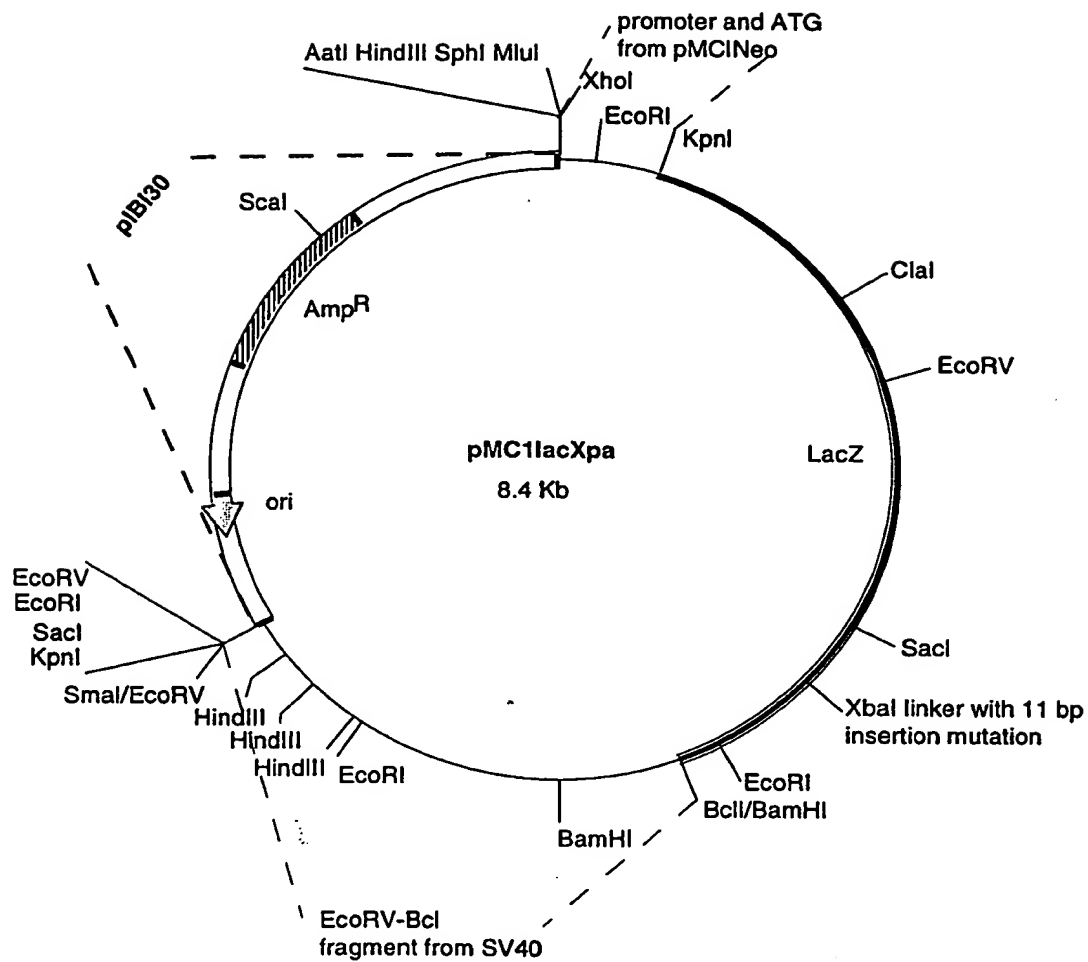 promoter and ATG
from pMCINeo
AatI HindIII SphI MluI
XhoI
EcoRI
KpnI
pIBI30
ScaI
AmpR
ClaI
EcoRV
pMC1lacXpa
8.4 Kb
LacZ
ori
EcoRV
EcoRI
SacI
KpnI
SmaI/EcoRV
SacI
HindIII
HindIII
HindIII
EcoRI
XbaI linker with 11 bp
insertion mutation
EcoRI
BclI/BamHI
BamHI
EcoRV-Bcl
fragment from SV40